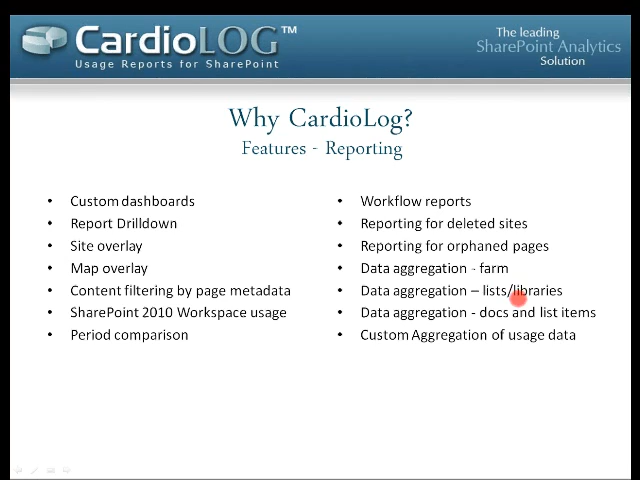 CardioLOG™
Usage Reports for SharePoint
The leading
SharePoint Analytics
Solution
Why CardioLog?
Features - Reporting
• Custom dashboards
• Report Drilldown
• Site overlay
• Map overlay
• Content filtering by page metadata
• SharePoint 2010 Workspace usage
• Period comparison
• Workflow reports
• Reporting for deleted sites
• Reporting for orphaned pages
• Data aggregation - farm
• Data aggregation – lists/libraries
• Data aggregation - docs and list items
• Custom Aggregation of usage data